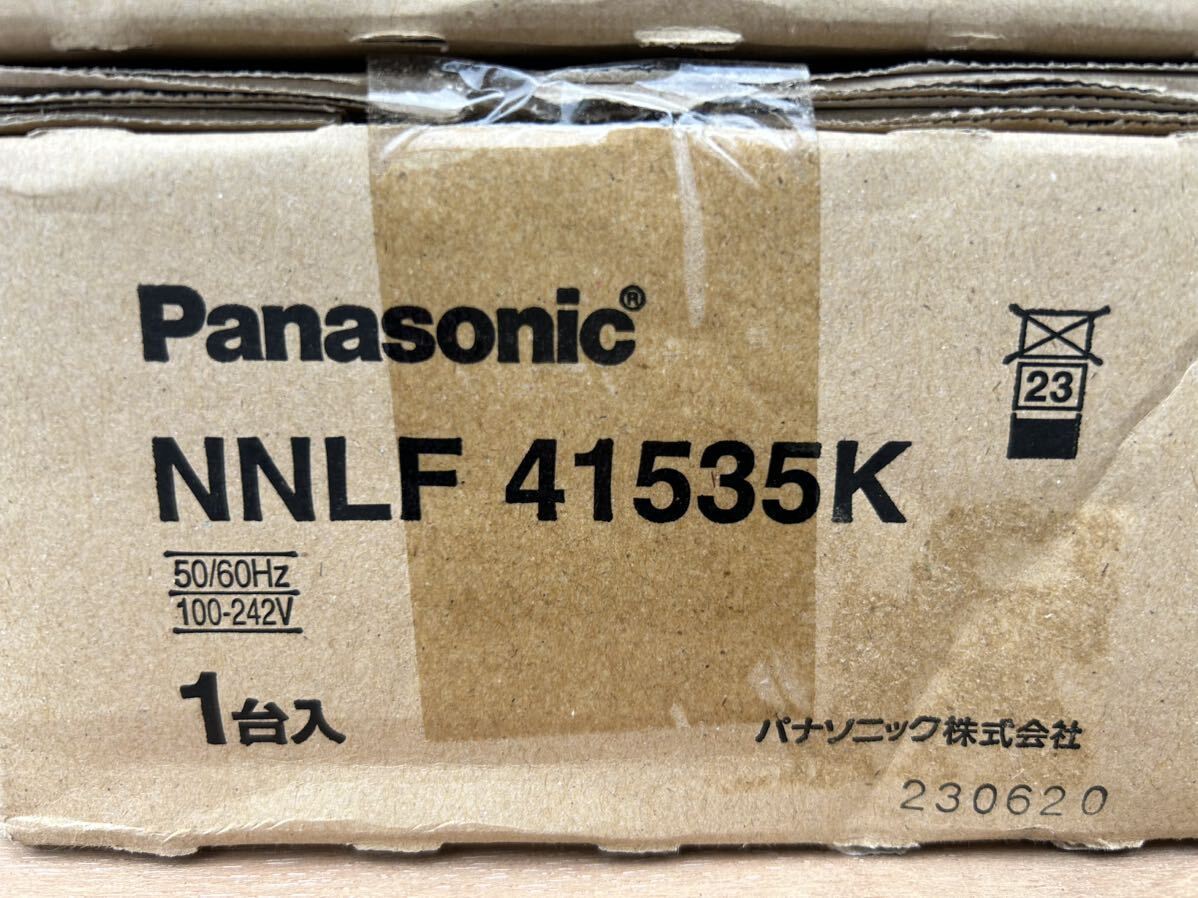 Panasonic®
23
NNLF 41535K
50/60Hz
100-242V
1台入
パナソニック株式会社
230620